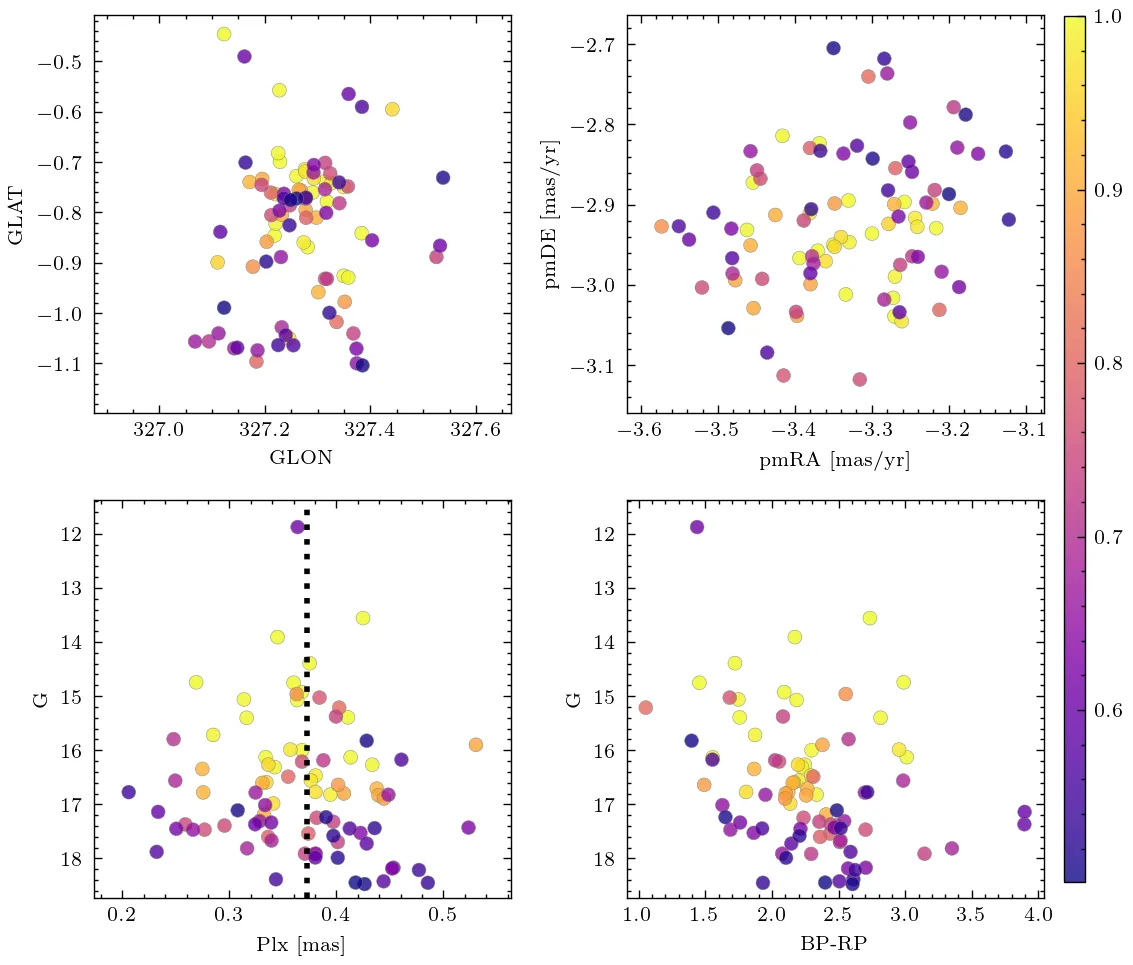 −0.5
−0.6
−0.7
−0.8
−0.9
−1.0
−1.1
GLAT
327.0 327.2 327.4 327.6
GLON
−2.7
−2.8
−2.9
−3.0
−3.1
pmDE [mas/yr]
−3.6 −3.5 −3.4 −3.3 −3.2 −3.1
pmRA [mas/yr]
1.0
0.9
0.8
0.7
0.6
12
13
14
15
16
17
18
G
0.2 0.3 0.4 0.5
Plx [mas]
12
13
14
15
16
17
18
G
1.0 1.5 2.0 2.5 3.0 3.5 4.0
BP-RP